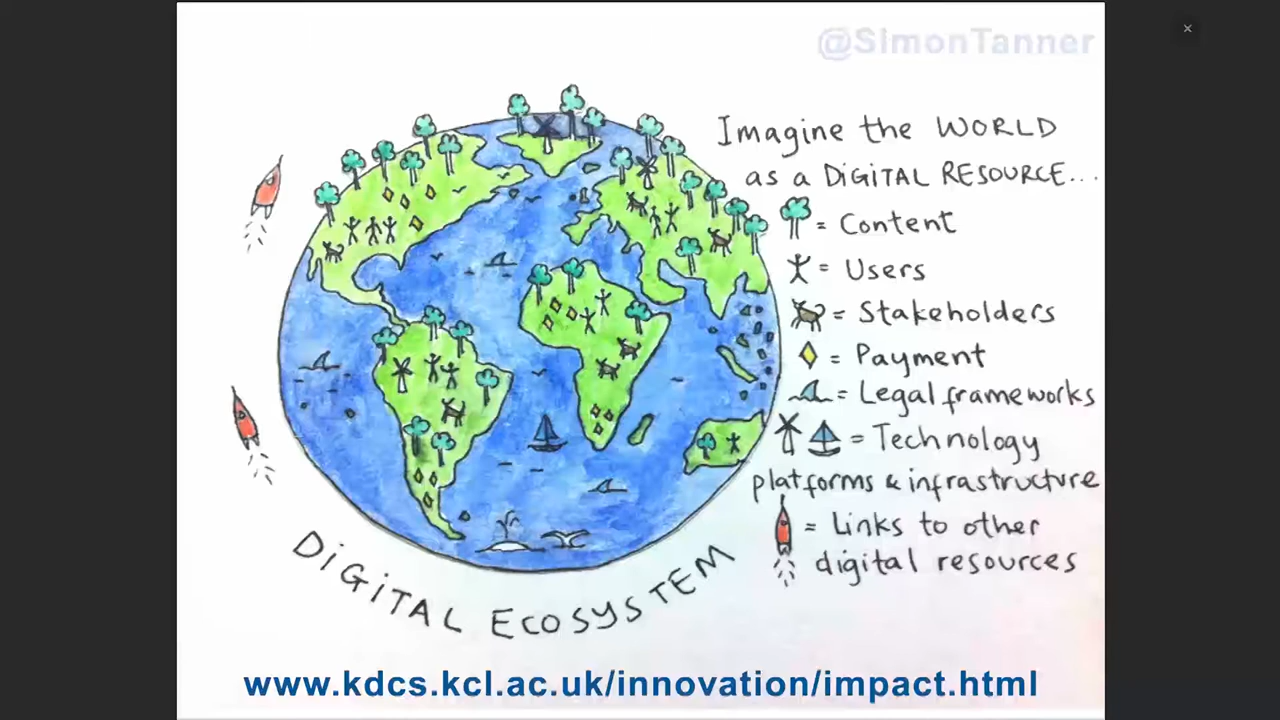 @SimonTanner
Imagine the WORLD
as a DiGiTAL RESOURCE...
= Content
= Users
= Stakeholders
= Payment
= Legal frameworks
= Technology
platforms & infrastructure
= Links to other
digital resources
DiGiTAL ECOSYSTEM
www.kdcs.kcl.ac.uk/innovation/impact.html